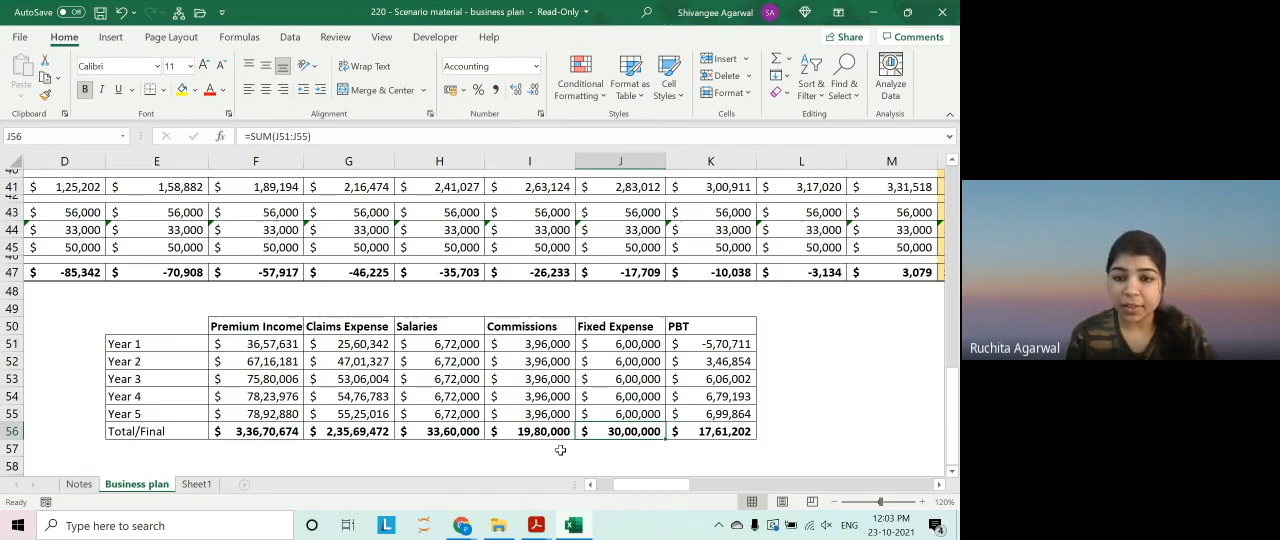 AutoSave Off 220 - Scenario material - business plan - Read-Only Shivangee Agarwal SA
File Home Insert Page Layout Formulas Data Review View Developer Help Share Comments
Paste Calibri 11 A A Wrap Text Accounting Conditional Formatting Format as Table Cell Styles Insert Delete Format Sort & Filter Find & Select Analyze Data
B I U Merge & Center $ % ,
Clipboard Font Alignment Number Styles Cells Editing Analysis
J56 fx =SUM(J51:J55)
D E F G H I J K L M
41 $ 1,25,202 $ 1,58,882 $ 1,89,194 $ 2,16,474 $ 2,41,027 $ 2,63,124 $ 2,83,012 $ 3,00,911 $ 3,17,020 $ 3,31,518
43 $ 56,000 $ 56,000 $ 56,000 $ 56,000 $ 56,000 $ 56,000 $ 56,000 $ 56,000 $ 56,000 $ 56,000
44 $ 33,000 $ 33,000 $ 33,000 $ 33,000 $ 33,000 $ 33,000 $ 33,000 $ 33,000 $ 33,000 $ 33,000
45 $ 50,000 $ 50,000 $ 50,000 $ 50,000 $ 50,000 $ 50,000 $ 50,000 $ 50,000 $ 50,000 $ 50,000
47 $ -85,342 $ -70,908 $ -57,917 $ -46,225 $ -35,703 $ -26,233 $ -17,709 $ -10,038 $ -3,134 $ 3,079
48
49
50 Premium Income Claims Expense Salaries Commissions Fixed Expense PBT
51 Year 1 $ 36,57,631 $ 25,60,342 $ 6,72,000 $ 3,96,000 $ 6,00,000 $ -5,70,711
52 Year 2 $ 67,16,181 $ 47,01,327 $ 6,72,000 $ 3,96,000 $ 6,00,000 $ 3,46,854
53 Year 3 $ 75,80,006 $ 53,06,004 $ 6,72,000 $ 3,96,000 $ 6,00,000 $ 6,06,002
54 Year 4 $ 78,23,976 $ 54,76,783 $ 6,72,000 $ 3,96,000 $ 6,00,000 $ 6,79,193
55 Year 5 $ 78,92,880 $ 55,25,016 $ 6,72,000 $ 3,96,000 $ 6,00,000 $ 6,99,864
56 Total/Final $ 3,36,70,674 $ 2,35,69,472 $ 33,60,000 $ 19,80,000 $ 30,00,000 $ 17,61,202
57
58
Notes Business plan Sheet1
Ready 120%
Type here to search ENG 12:03 PM
23-10-2021 4
Ruchita Agarwal